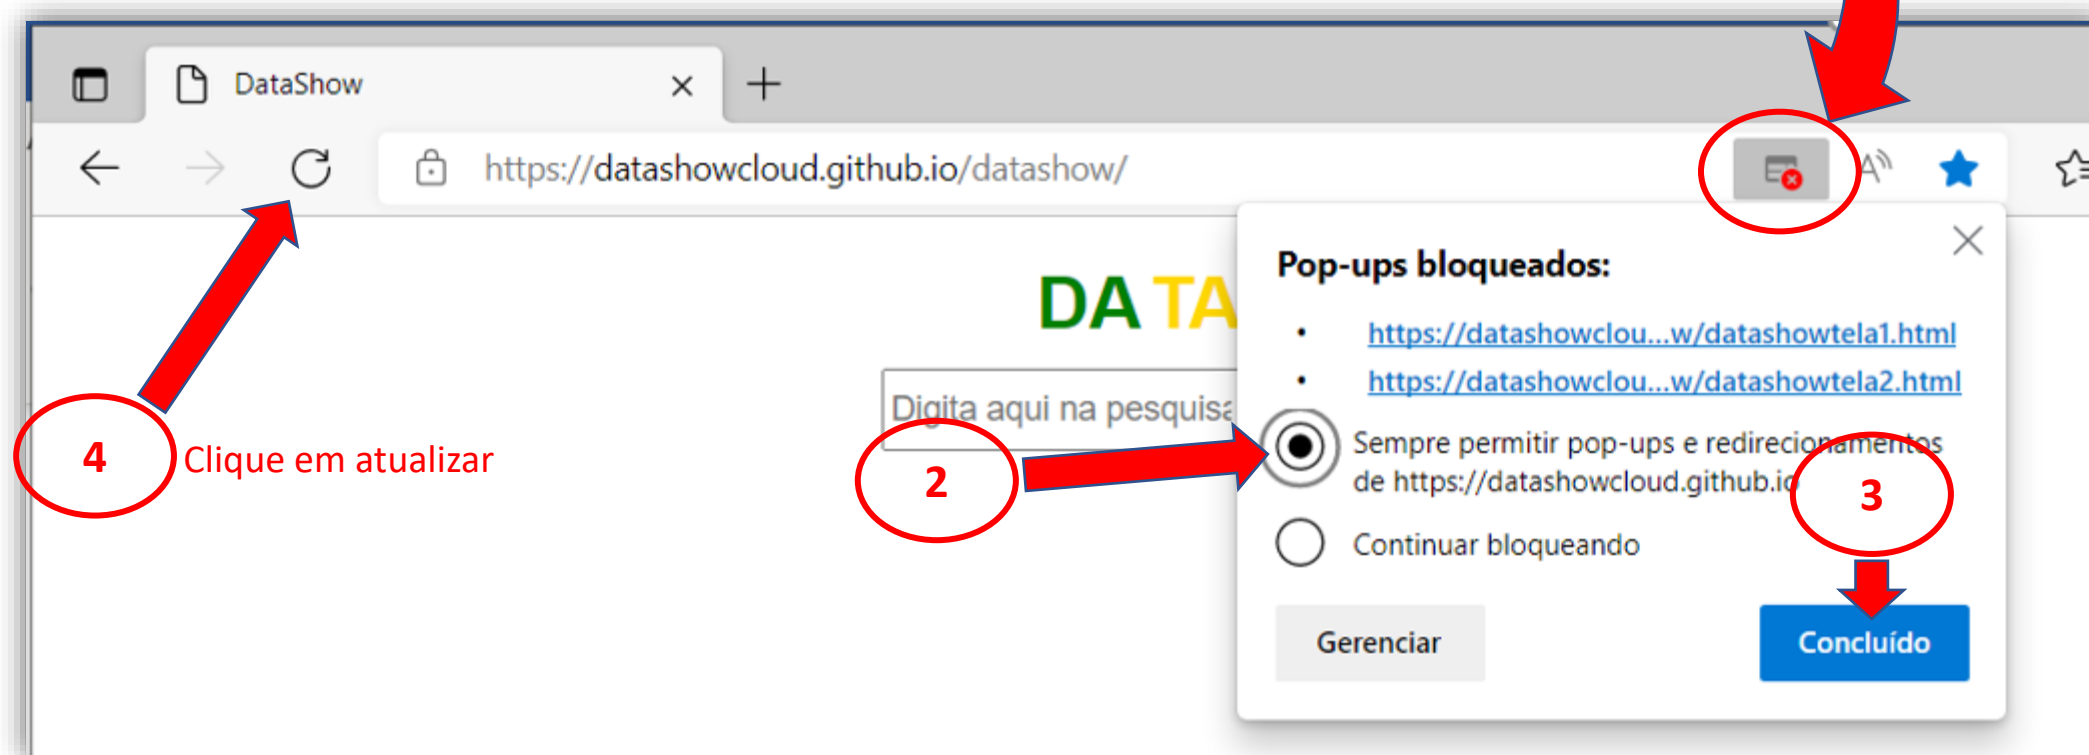 DataShow
https://datashowcloud.github.io/datashow/
Pop-ups bloqueados:
DATA
https://datashowclou...w/datashowtela1.html
https://datashowclou...w/datashowtela2.html
Digita aqui na pesquisa
Sempre permitir pop-ups e redirecionamentos
de https://datashowcloud.github.io
4 Clique em atualizar
2
3
Continuar bloqueando
Gerenciar
Concluído